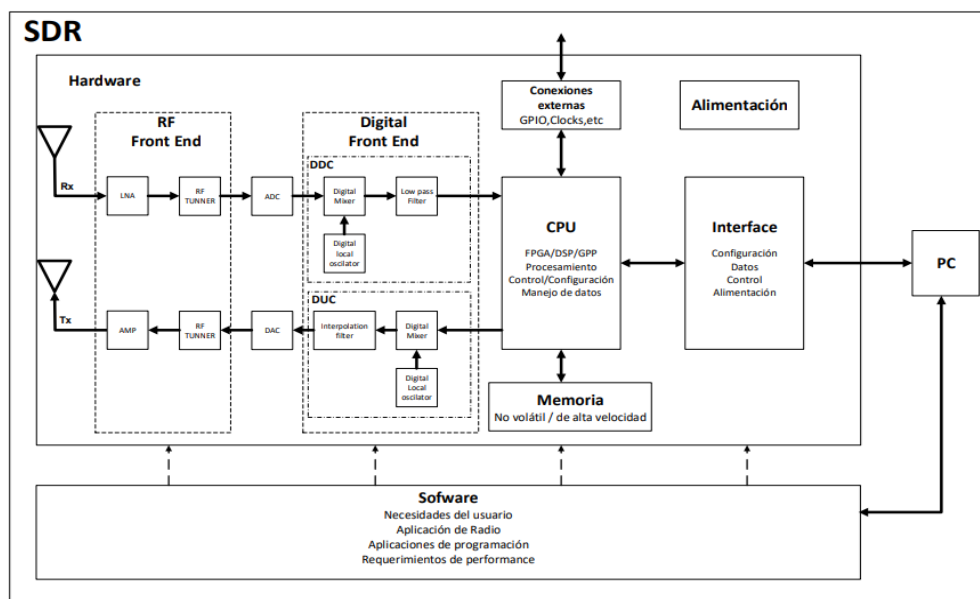 SDR
Hardware
RF
Front End
Digital
Front End
Conexiones
externas
GPIO,Clocks,etc
Alimentación
DDC
Rx
LNA
RF
TUNNER
ADC
Digital
Mixer
Low pass
Filter
Digital
local
oscilator
CPU
FPGA/DSP/GPP
Procesamiento
Control/Configuración
Manejo de datos
Interface
Configuración
Datos
Control
Alimentación
PC
DUC
Tx
AMP
RF
TUNNER
DAC
Interpolation
filter
Digital
Mixer
Digital
Local
oscilator
Memoria
No volátil / de alta velocidad
Sofware
Necesidades del usuario
Aplicación de Radio
Aplicaciones de programación
Requerimientos de performance